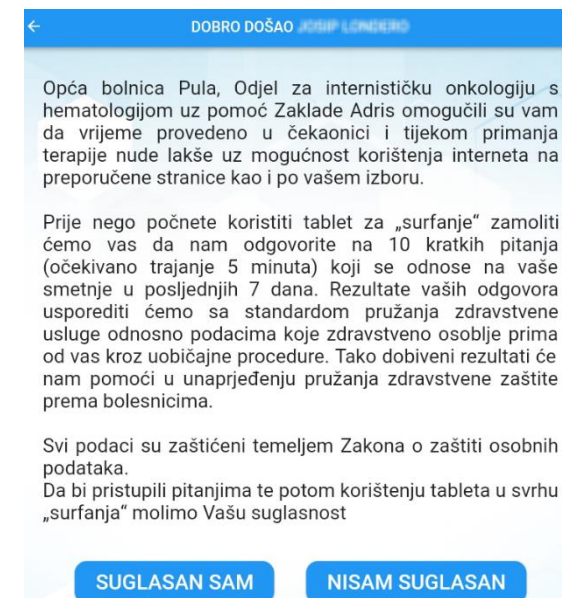 DOBRO DOŠAO
Opća bolnica Pula, Odjel za internističku onkologiju s
hematologijom uz pomoć Zaklade Adris omogučili su vam
da vrijeme provedeno u čekaonici i tijekom primanja
terapije nude lakše uz mogućnost korištenja interneta na
preporučene stranice kao i po vašem izboru.
Prije nego počnete koristiti tablet za „surfanje“ zamoliti
ćemo vas da nam odgovorite na 10 kratkih pitanja
(očekivano trajanje 5 minuta) koji se odnose na vaše
smetnje u posljednjih 7 dana. Rezultate vaših odgovora
usporediti ćemo sa standardom pružanja zdravstvene
usluge odnosno podacima koje zdravstveno osoblje prima
od vas kroz uobičajne procedure. Tako dobiveni rezultati će
nam pomoći u unaprjeđenju pružanja zdravstvene zaštite
prema bolesnicima.
Svi podaci su zaštićeni temeljem Zakona o zaštiti osobnih
podataka.
Da bi pristupili pitanjima te potom korištenju tableta u svrhu
„surfanja“ molimo Vašu suglasnost
SUGLASAN SAM NISAM SUGLASAN